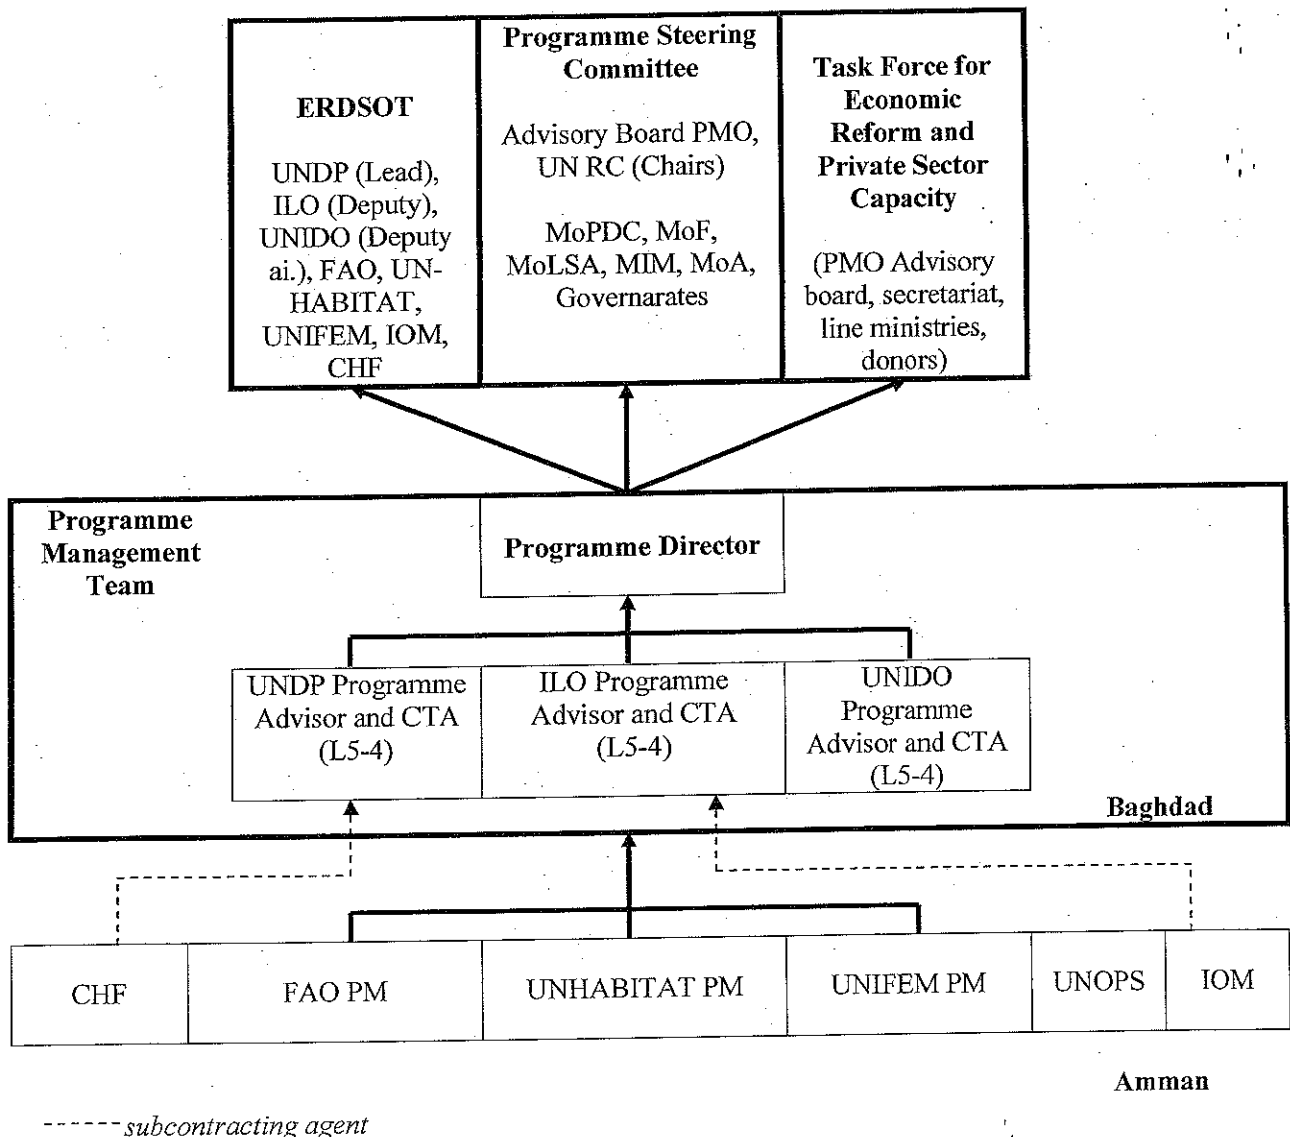 ERDSOT
UNDP (Lead),
ILO (Deputy),
UNIDO (Deputy
ai.), FAO, UN-
HABITAT,
UNIFEM, IOM,
CHF
Programme Steering
Committee
Advisory Board PMO,
UN RC (Chairs)
MoPDC, MoF,
MoLSA, MIM, MoA,
Governarates
Task Force for
Economic
Reform and
Private Sector
Capacity
(PMO Advisory
board, secretariat,
line ministries,
donors)
Programme
Management
Team
Programme Director
UNDP Programme
Advisor and CTA
(L5-4)
ILO Programme
Advisor and CTA
(L5-4)
UNIDO
Programme
Advisor and CTA
(L5-4)
Baghdad
CHF
FAO PM
UNHABITAT PM
UNIFEM PM
UNOPS
IOM
Amman
------ subcontracting agent